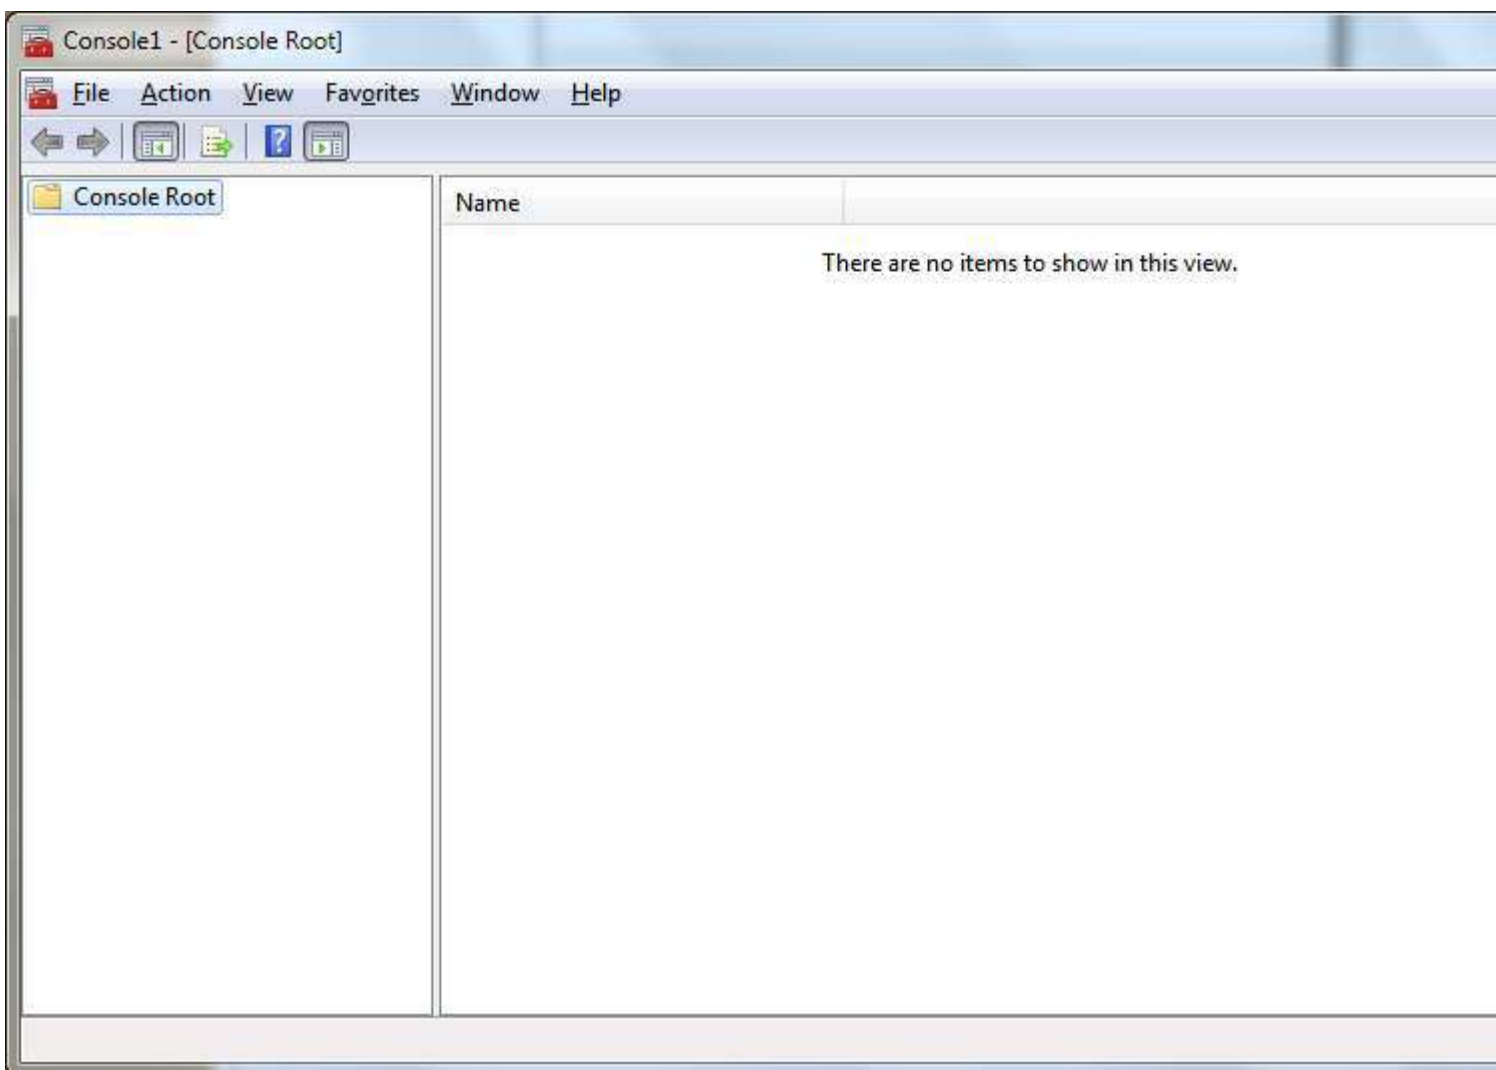 Console1 - [Console Root]
File Action View Favorites Window Help
Console Root
Name
There are no items to show in this view.